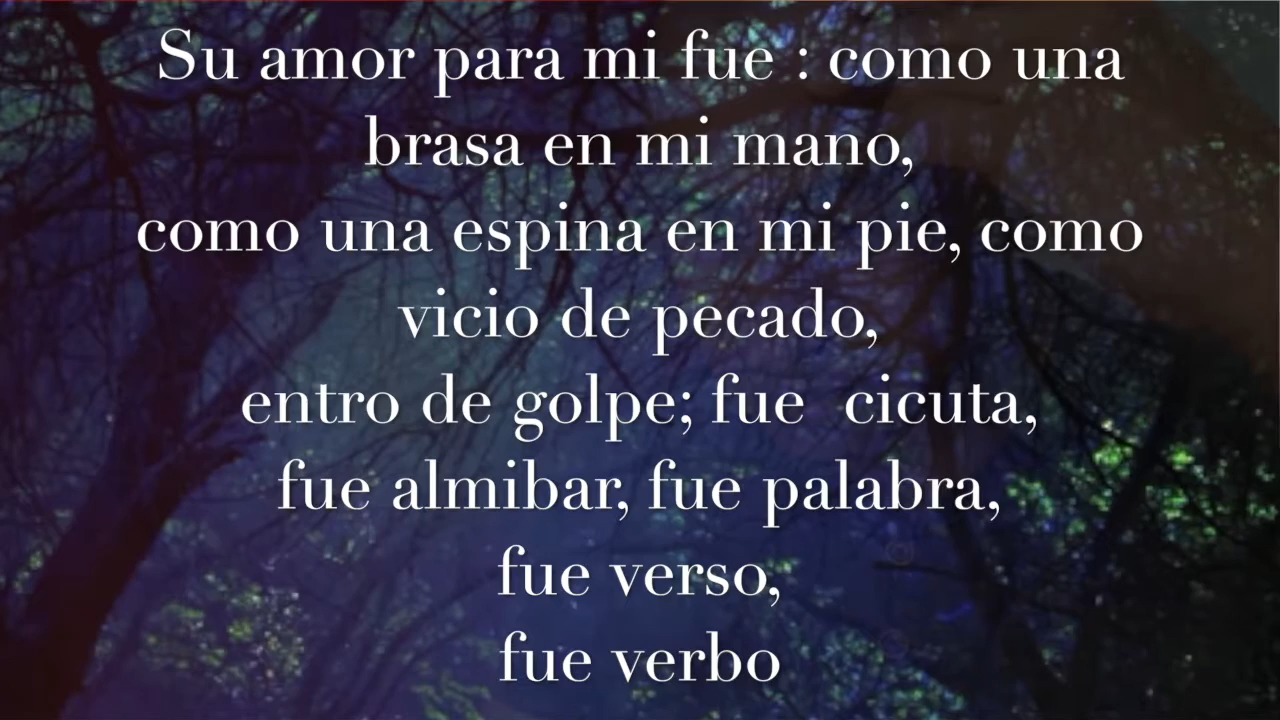 Su amor para mi fue : como una
brasa en mi mano,
como una espina en mi pie, como
vicio de pecado,
entro de golpe; fue  cicuta,
fue almibar, fue palabra,
fue verso,
fue verbo